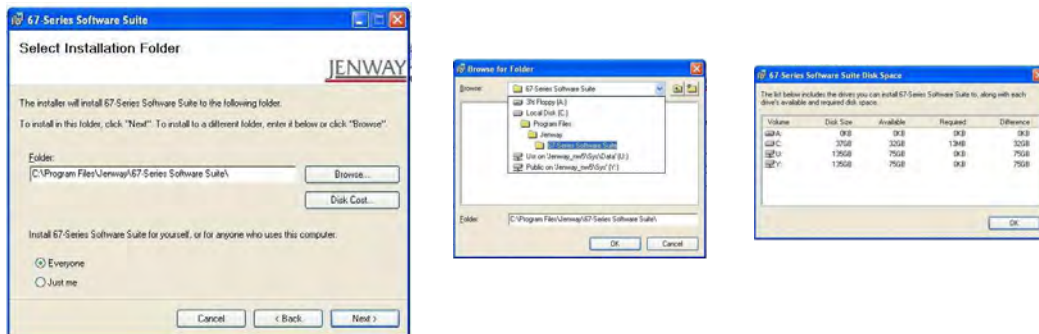 67-Series Software Suite
Select Installation Folder
JENWAY
The installer will install 67-Series Software Suite to the following folder.
To install in this folder, click "Next". To install to a different folder, enter it below or click "Browse".
Folder:
C:\Program Files\Jenway\67-Series Software Suite\
Browse...
Disk Cost...
Install 67-Series Software Suite for yourself, or for anyone who uses this computer:
Everyone
Just me
Cancel
< Back
Next >
Browse for Folder
Browse: 67-Series Software Suite
3½ Floppy (A:)
Local Disk (C:)
Program Files
Jenway
67-Series Software Suite
Usr on 'Jenway_nw5\Sys\Data' (U:)
Public on 'Jenway_nw5\Sys' (Y:)
Folder: C:\Program Files\Jenway\67-Series Software Suite\
OK Cancel
67-Series Software Suite Disk Space
The list below includes the drives you can install 67-Series Software Suite to, along with each
drive's available and required disk space.
Volume Disk Size Available Required Difference
A: 0KB 0KB 0KB 0KB
C: 37GB 32GB 13MB 32GB
U: 135GB 75GB 0KB 75GB
Y: 135GB 75GB 0KB 75GB
OK